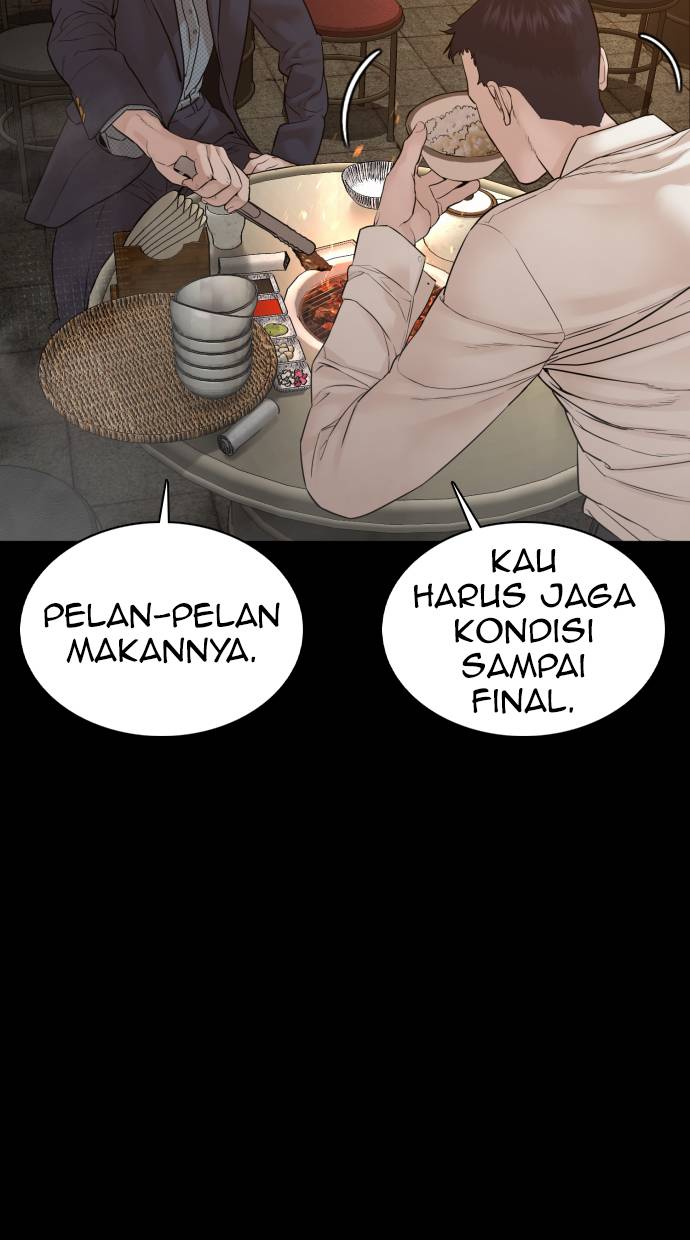 PELAN-PELAN
MAKANNYA.
KAU
HARUS JAGA
KONDISI
SAMPAI
FINAL.